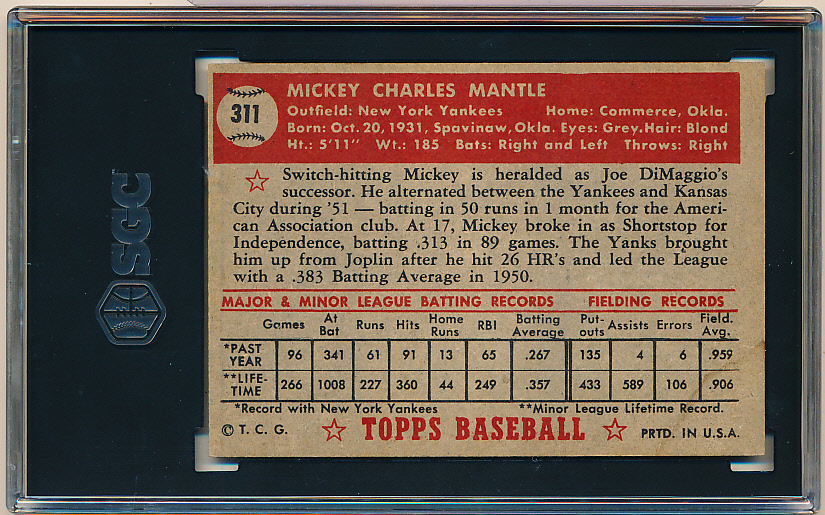 SGC
311
MICKEY CHARLES MANTLE
Outfield: New York Yankees Home: Commerce, Okla.
Born: Oct. 20, 1931, Spavinaw, Okla. Eyes: Grey. Hair: Blond
Ht.: 5'11" Wt.: 185 Bats: Right and Left Throws: Right
Switch-hitting Mickey is heralded as Joe DiMaggio's
successor. He alternated between the Yankees and Kansas
City during '51 — batting in 50 runs in 1 month for the Ameri-
can Association club. At 17, Mickey broke in as Shortstop for
Independence, batting .313 in 89 games. The Yanks brought
him up from Joplin after he hit 26 HR's and led the League
with a .383 Batting Average in 1950.
MAJOR & MINOR LEAGUE BATTING RECORDS FIELDING RECORDS
Games At Bat Runs Hits Home Runs RBI Batting Average Put-outs Assists Errors Field. Avg.
*PAST YEAR 96 341 61 91 13 65 .267 135 4 6 .959
**LIFE-TIME 266 1008 227 360 44 249 .357 433 589 106 .906
*Record with New York Yankees **Minor League Lifetime Record.
© T. C. G. TOPPS BASEBALL PRTD. IN U.S.A.